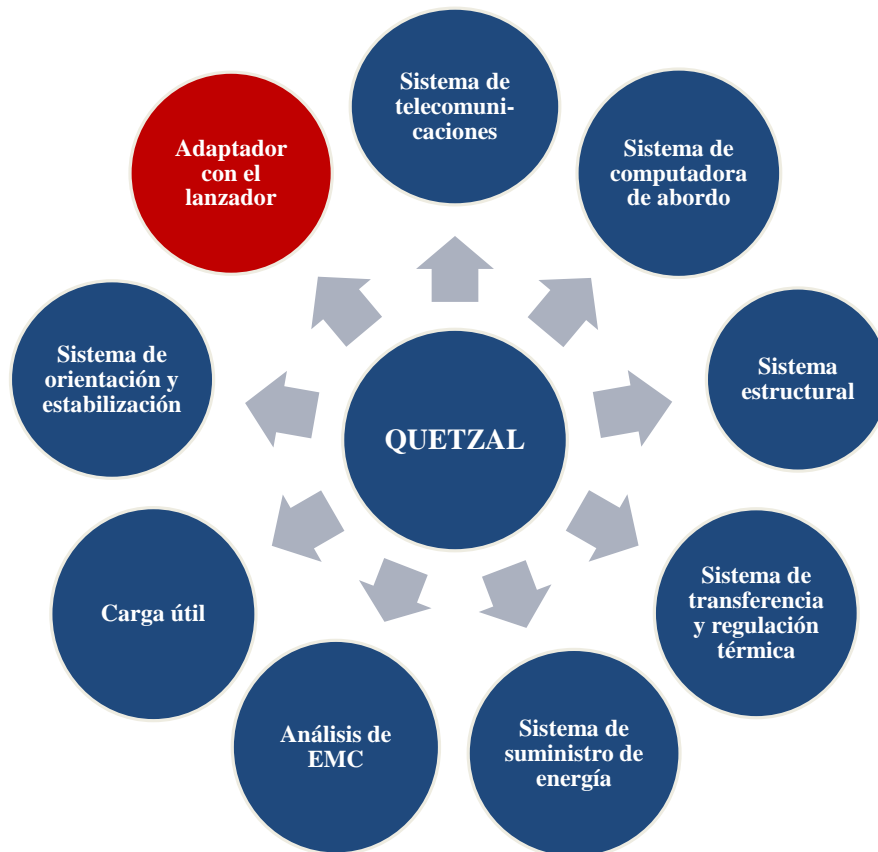 Sistema de
telecomuni-
caciones
Sistema de
computadora
de abordo
Sistema
estructural
Sistema de
transferencia
y regulación
térmica
Sistema de
suministro de
energía
Análisis de
EMC
Carga útil
Sistema de
orientación y
estabilización
Adaptador
con el
lanzador
QUETZAL